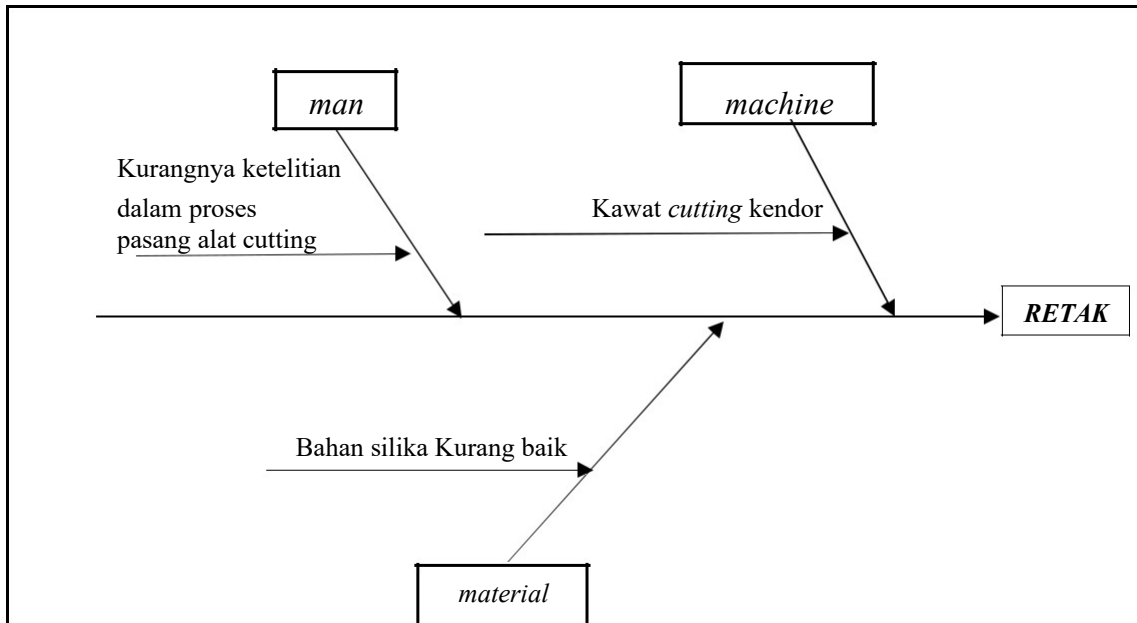 man
machine
Kurangnya ketelitian
dalam proses
pasang alat cutting
Kawat cutting kendor
RETAK
Bahan silika Kurang baik
material